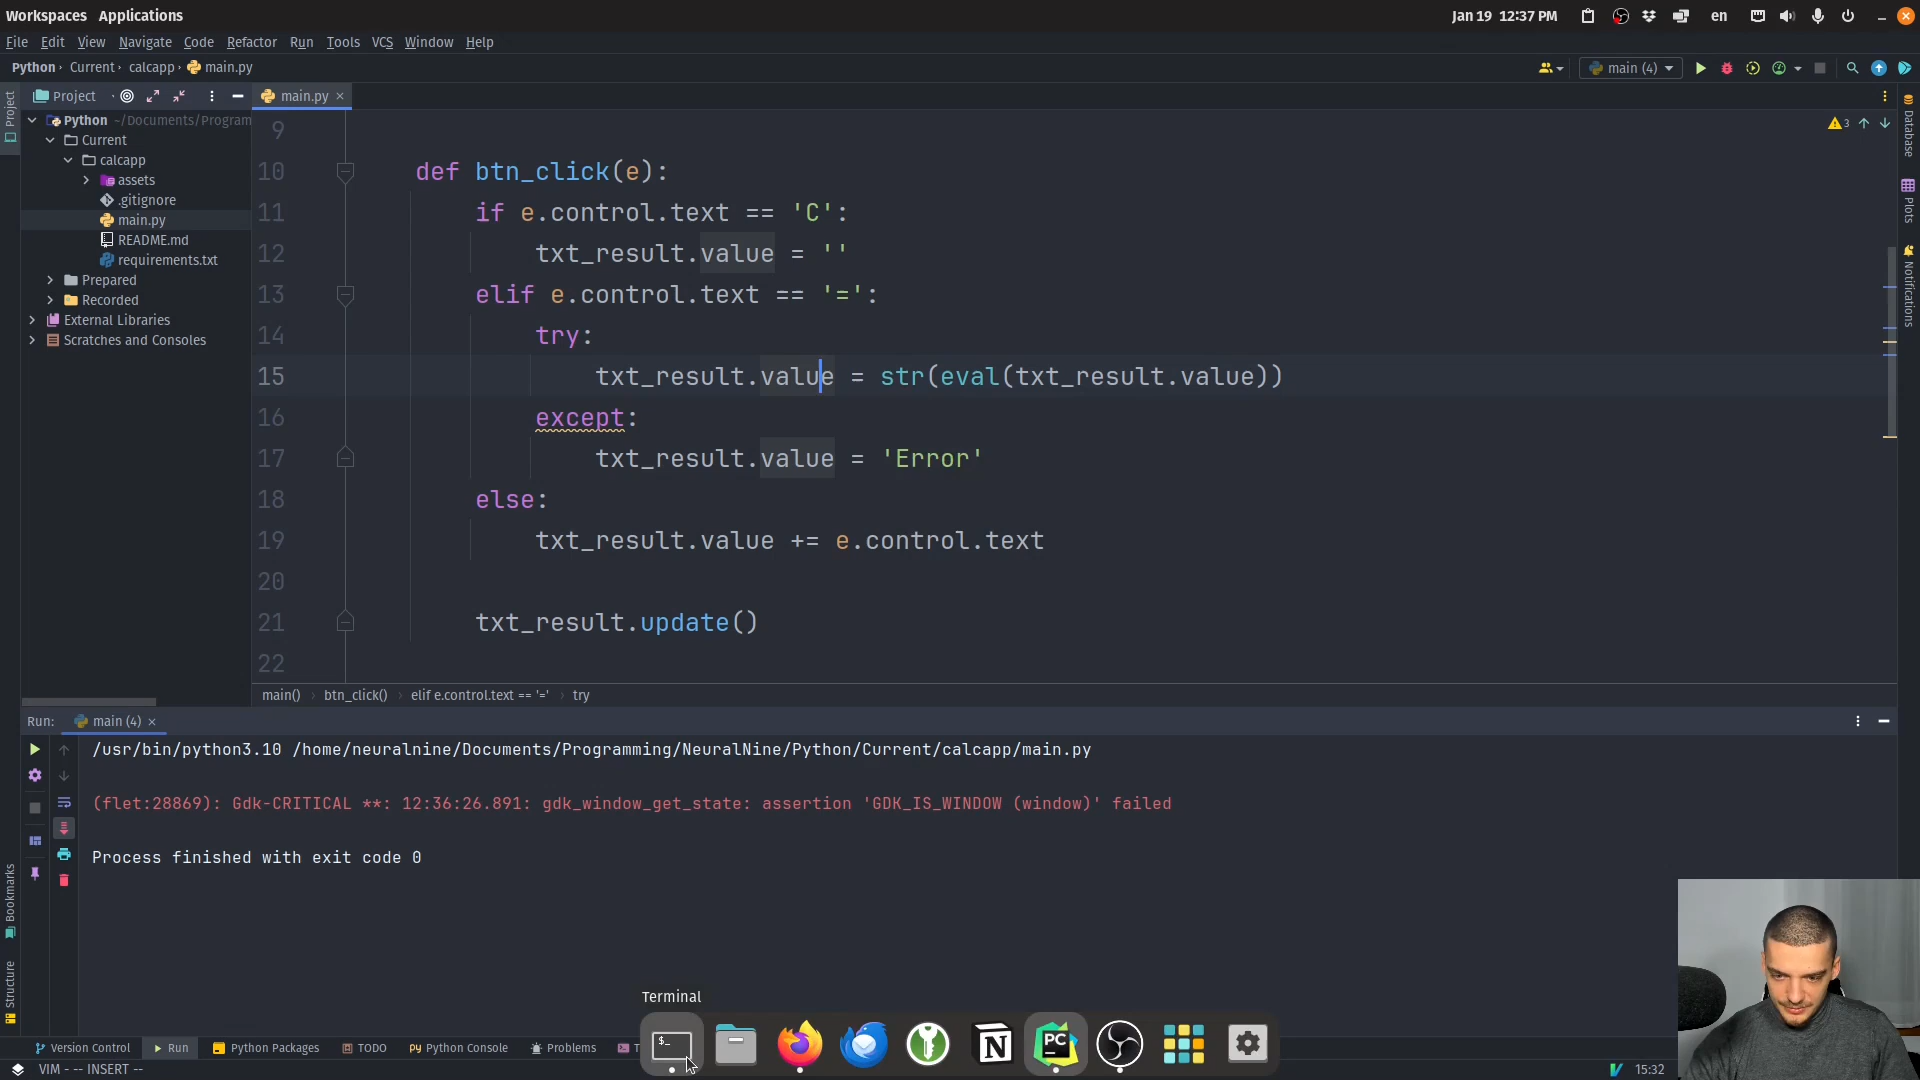 Workspaces Applications
Jan 19 12:37 PM
en
File Edit View Navigate Code Refactor Run Tools VCS Window Help
Python Current calcapp main.py
main (4)
Project
main.py
Project
Python ~/Documents/Program
Current
calcapp
assets
.gitignore
main.py
README.md
requirements.txt
Prepared
Recorded
External Libraries
Scratches and Consoles
3
Database
Plots
Notifications
9
10 def btn_click(e):
11 if e.control.text == 'C':
12 txt_result.value = ''
13 elif e.control.text == '=':
14 try:
15 txt_result.value = str(eval(txt_result.value))
16 except:
17 txt_result.value = 'Error'
18 else:
19 txt_result.value += e.control.text
20
21 txt_result.update()
22
main() btn_click() elif e.control.text == '=' try
Run: main (4)
/usr/bin/python3.10 /home/neuralnine/Documents/Programming/NeuralNine/Python/Current/calcapp/main.py
(flet:28869): Gdk-CRITICAL **: 12:36:26.891: gdk_window_get_state: assertion 'GDK_IS_WINDOW (window)' failed
Process finished with exit code 0
Bookmarks
Structure
Terminal
$_
PC
N
Version Control Run Python Packages TODO Python Console Problems T
VIM - -- INSERT --
15:32